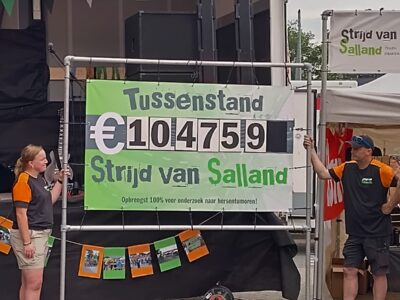 Tussenstand
€104759
Strijd van Salland
Opbrengst 100% voor onderzoek naar hersentumoren!
Strijd van
Salland